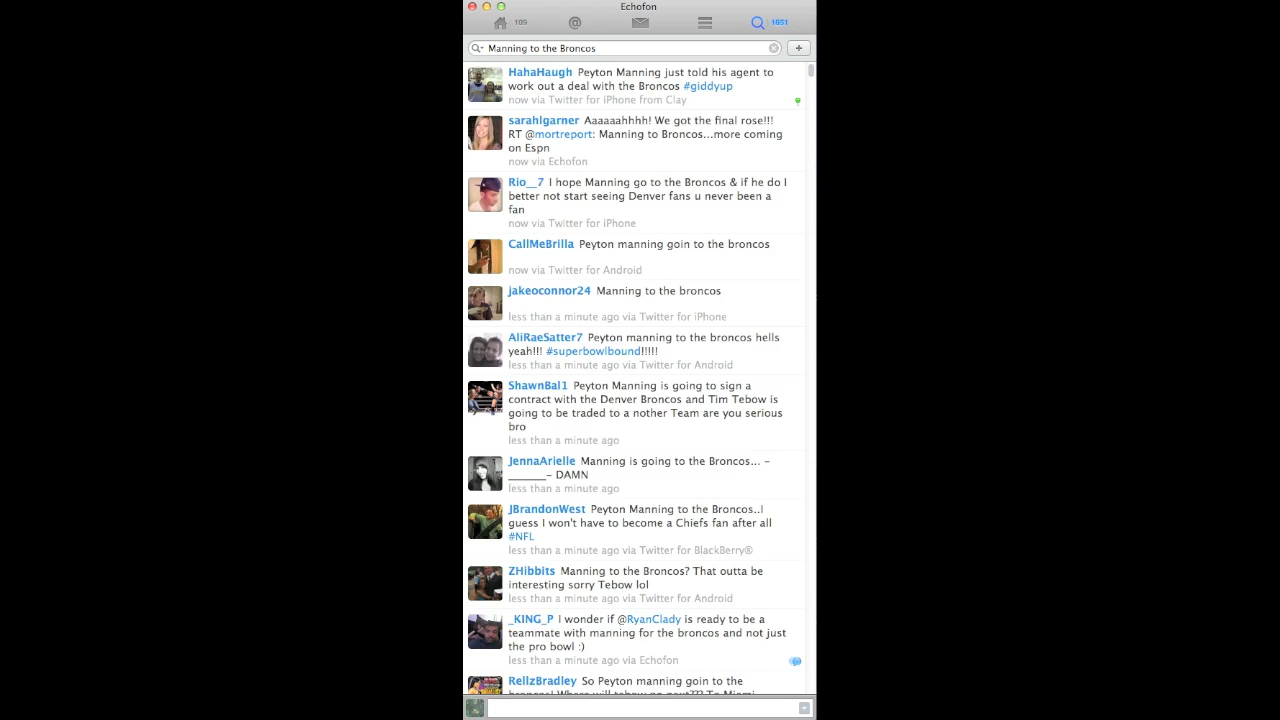 Echofon
105
1051
Manning to the Broncos
HahaHaugh Peyton Manning just told his agent to
work out a deal with the Broncos #giddyup
now via Twitter for iPhone from Clay
sarahlgarner Aaaaaahhhh! We got the final rose!!!
RT @mortreport: Manning to Broncos...more coming
on Espn
now via Echofon
Rio__7 I hope Manning go to the Broncos & if he do I
better not start seeing Denver fans u never been a
fan
now via Twitter for iPhone
CallMeBrilla Peyton manning goin to the broncos
now via Twitter for Android
jakeoconnor24 Manning to the broncos
less than a minute ago via Twitter for iPhone
AliRaeSatter7 Peyton manning to the broncos hells
yeah!!! #superbowlbound!!!!!
less than a minute ago via Twitter for Android
ShawnBal1 Peyton Manning is going to sign a
contract with the Denver Broncos and Tim Tebow is
going to be traded to a nother Team are you serious
bro
less than a minute ago
JennaArielle Manning is going to the Broncos... -
______- DAMN
less than a minute ago
JBrandonWest Peyton Manning to the Broncos..I
guess I won't have to become a Chiefs fan after all
#NFL
less than a minute ago via Twitter for BlackBerry®
ZHibbits Manning to the Broncos? That outta be
interesting sorry Tebow lol
less than a minute ago via Twitter for Android
_KING_P I wonder if @RyanClady is ready to be a
teammate with manning for the broncos and not just
the pro bowl :)
less than a minute ago via Echofon
RellzBradley So Peyton manning goin to the
broncos! Where will tebow go next??? To Miami